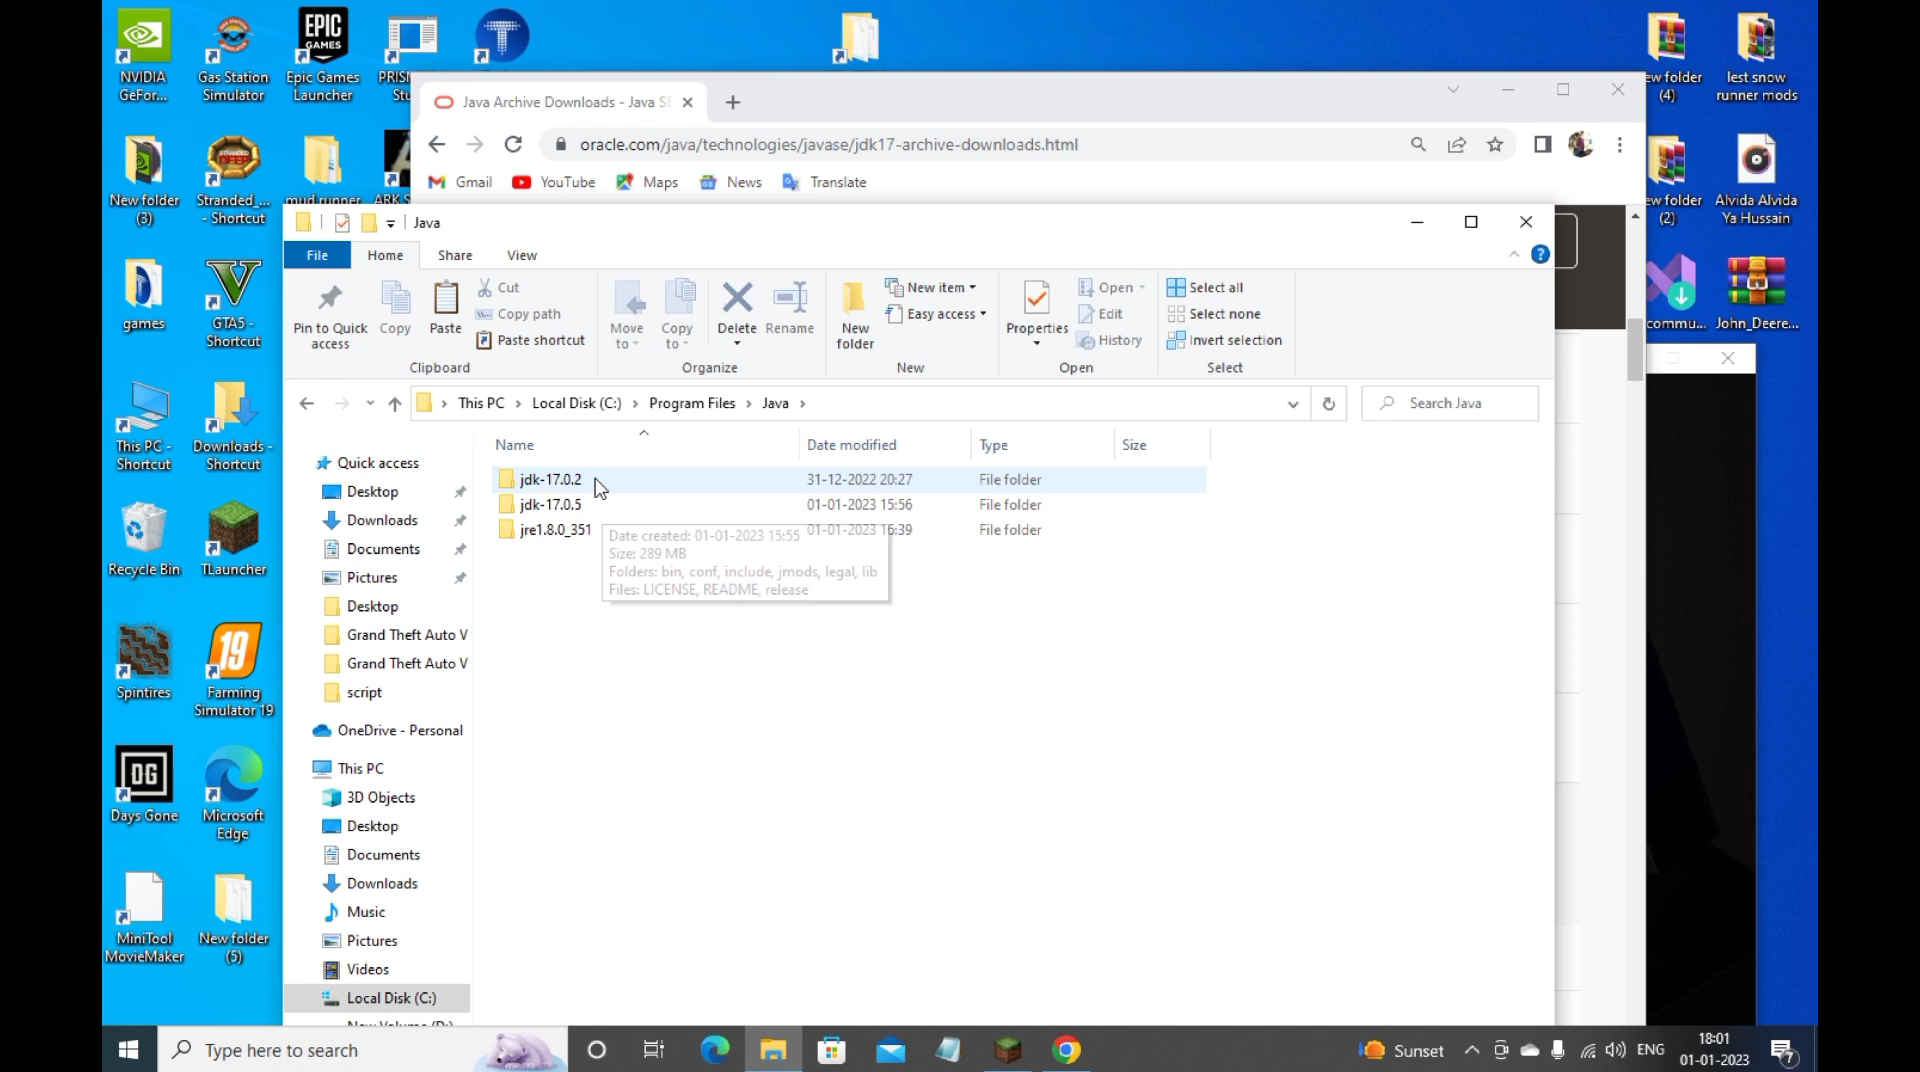 NVIDIA
GeFor...
Gas Station
Simulator
EPIC
GAMES
Epic Games
Launcher
ew folder
(4)
lest snow
runner mods
Java Archive Downloads - Java SE
oracle.com/java/technologies/javase/jdk17-archive-downloads.html
Gmail
YouTube
Maps
News
Translate
New folder
(3)
Stranded_...
- Shortcut
mud runner
ew folder
(2)
Alvida Alvida
Ya Hussain
Java
File
Home
Share
View
Pin to Quick
access
Copy
Paste
Cut
Copy path
Paste shortcut
Clipboard
Move
to
Copy
to
Delete
Rename
Organize
New
folder
New item
Easy access
New
Properties
Open
Edit
History
Open
Select all
Select none
Invert selection
Select
games
GTA5 -
Shortcut
commu...
John_Deere...
This PC
Local Disk (C:)
Program Files
Java
Search Java
Name
Date modified
Type
Size
jdk-17.0.2
31-12-2022 20:27
File folder
jdk-17.0.5
01-01-2023 15:56
File folder
jre1.8.0_351
01-01-2023 16:39
File folder
Date created: 01-01-2023 15:55
Size: 289 MB
Folders: bin, conf, include, jmods, legal, lib
Files: LICENSE, README, release
Quick access
Desktop
Downloads
Documents
Pictures
Desktop
Grand Theft Auto V
Grand Theft Auto V
script
OneDrive - Personal
This PC
3D Objects
Desktop
Documents
Downloads
Music
Pictures
Videos
Local Disk (C:)
New Volume (D:)
This PC -
Shortcut
Downloads -
Shortcut
Recycle Bin
TLauncher
Spintires
19
Farming
Simulator 19
DG
Days Gone
Microsoft
Edge
MiniTool
MovieMaker
New folder
(5)
Type here to search
Sunset
ENG
18:01
01-01-2023
7